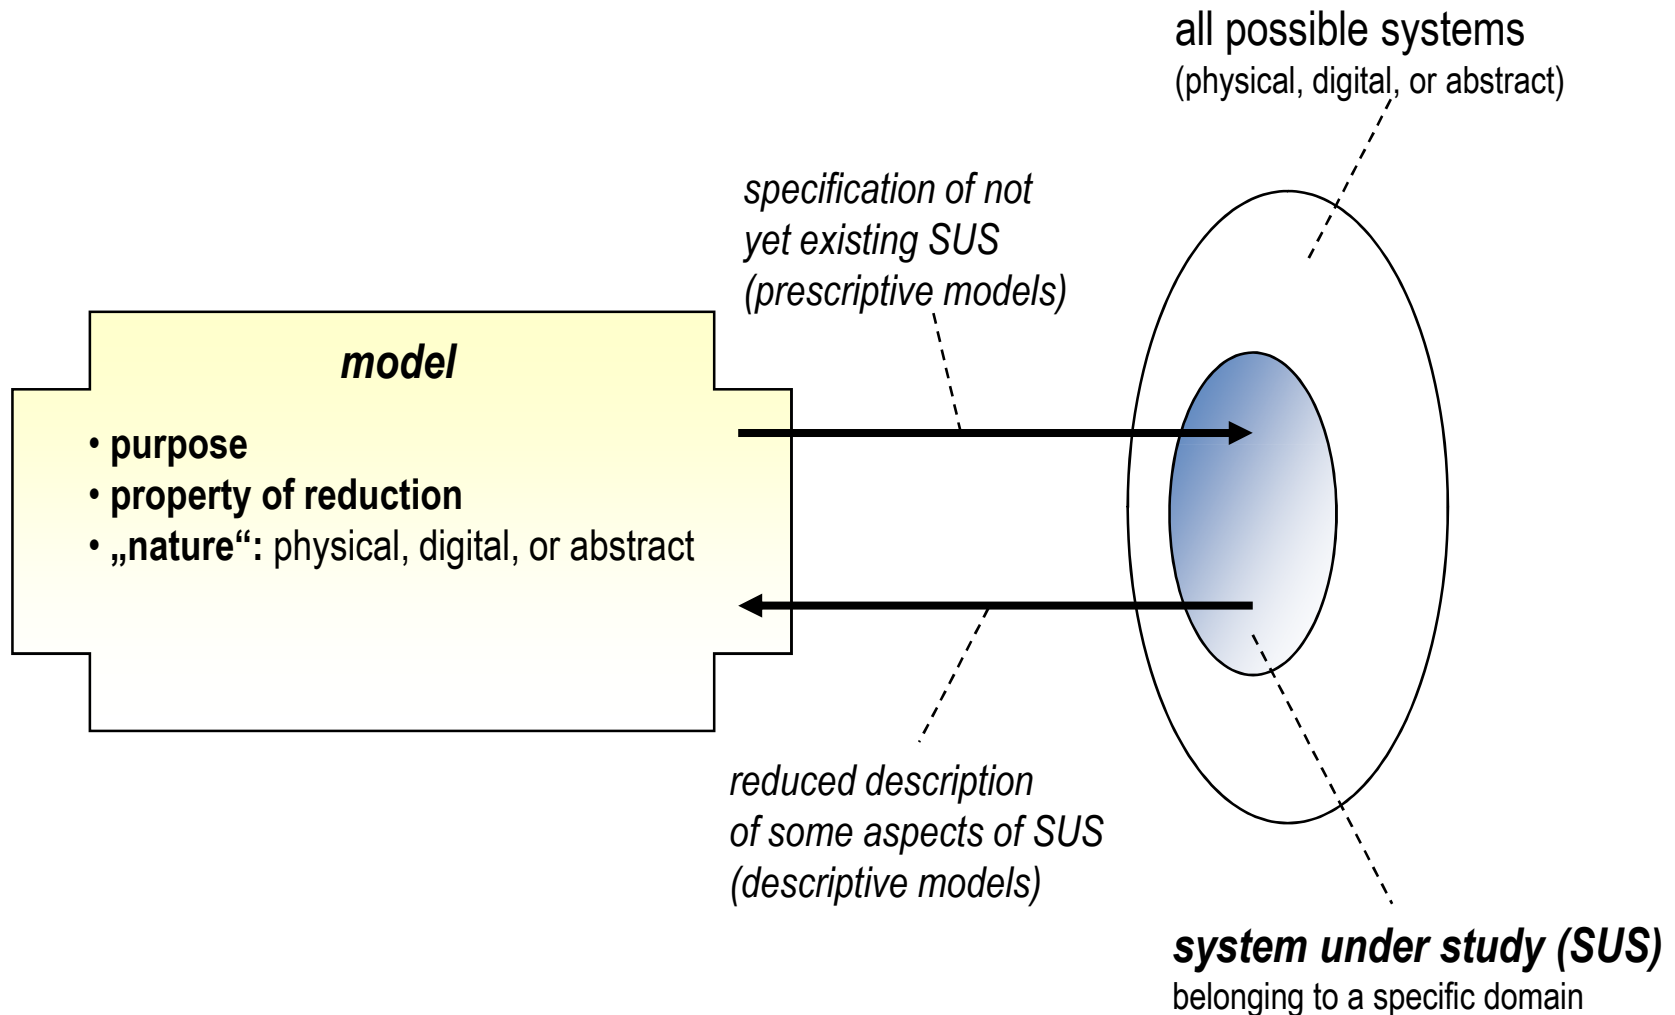 all possible systems
(physical, digital, or abstract)
specification of not
yet existing SUS
(prescriptive models)
model
• purpose
• property of reduction
• „nature“: physical, digital, or abstract
reduced description
of some aspects of SUS
(descriptive models)
system under study (SUS)
belonging to a specific domain